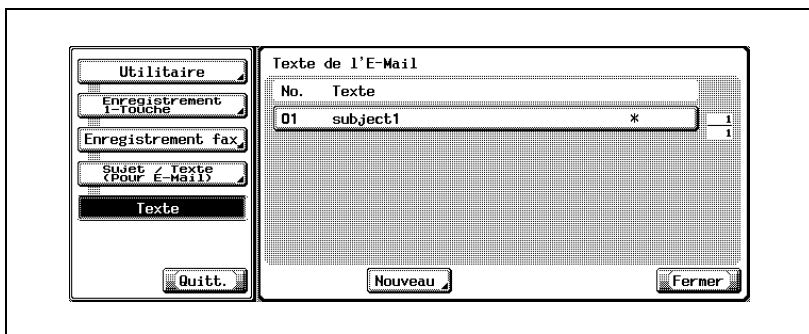 Utilitaire
Enregistrement
1-Touche
Enregistrement fax
Sujet / Texte
(Pour E-Mail)
Texte
Quitt.
Texte de l'E-Mail
No. Texte
01 subject1 *
1
1
Nouveau
Fermer